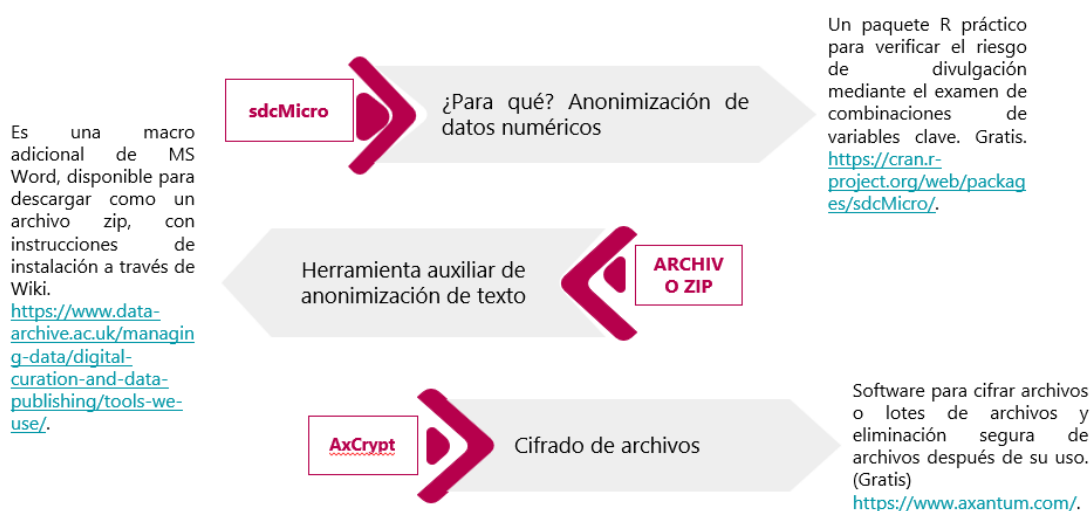 sdcMicro
¿Para qué? Anonimización de
datos numéricos
Un paquete R práctico
para verificar el riesgo
de divulgación
mediante el examen de
combinaciones de
variables clave. Gratis.
https://cran.r-
project.org/web/packag
es/sdcMicro/.
Es una macro
adicional de MS
Word, disponible para
descargar como un
archivo zip, con
instrucciones de
instalación a través de
Wiki.
https://www.data-
archive.ac.uk/managin
g-data/digital-
curation-and-data-
publishing/tools-we-
use/.
Herramienta auxiliar de
anonimización de texto
ARCHIV
O ZIP
AxCrypt
Cifrado de archivos
Software para cifrar archivos
o lotes de archivos y
eliminación segura de
archivos después de su uso.
(Gratis)
https://www.axantum.com/.